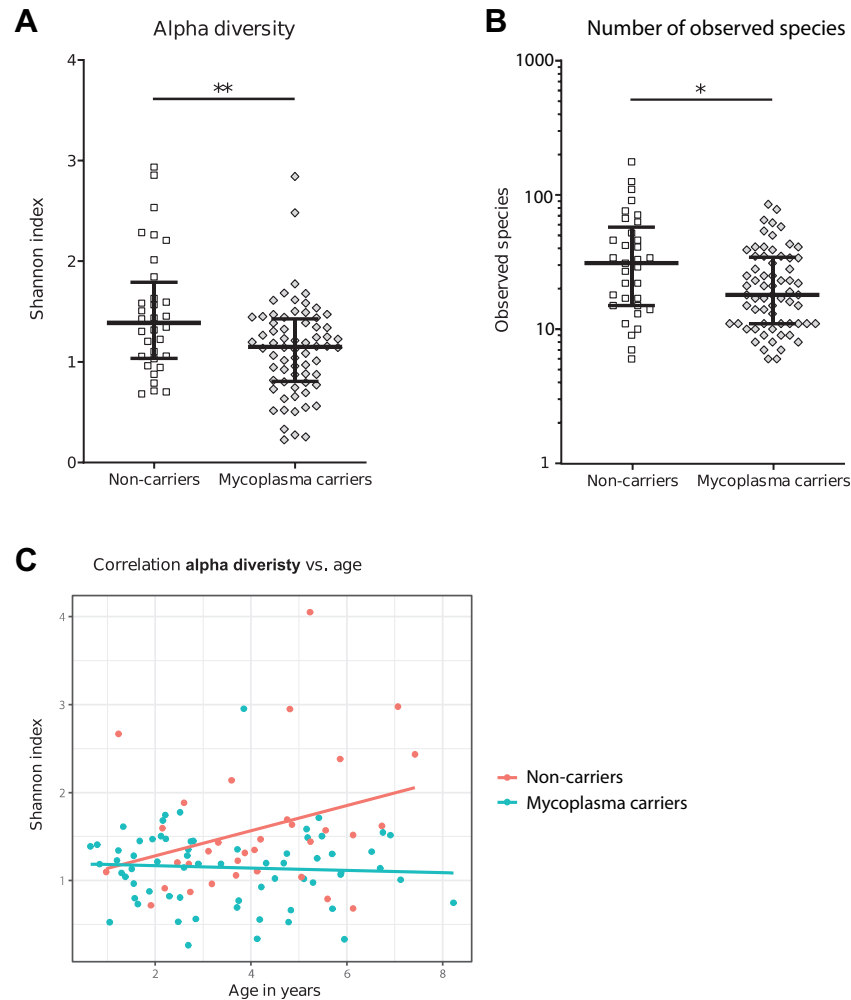 A
Alpha diversity
Shannon index
4
3
2
1
0
**
Non-carriers
Mycoplasma carriers
B
Number of observed species
Observed species
1000
100
10
1
*
Non-carriers
Mycoplasma carriers
C
Correlation alpha diveristy vs. age
Shannon index
4
3
2
1
2
4
6
8
Age in years
Non-carriers
Mycoplasma carriers